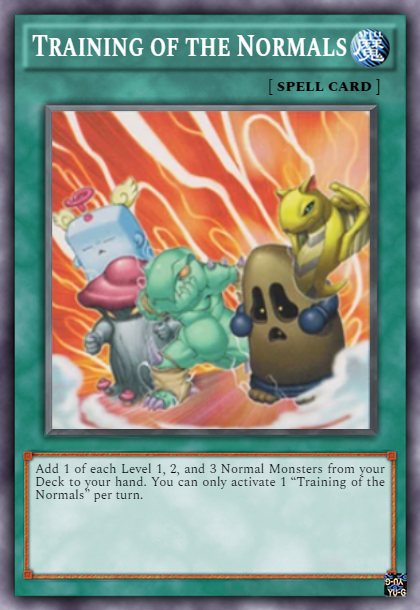 TRAINING OF THE NORMALS 魔
[ SPELL CARD ]
Add 1 of each Level 1, 2, and 3 Normal Monsters from your
Deck to your hand. You can only activate 1 “Training of the
Normals” per turn.